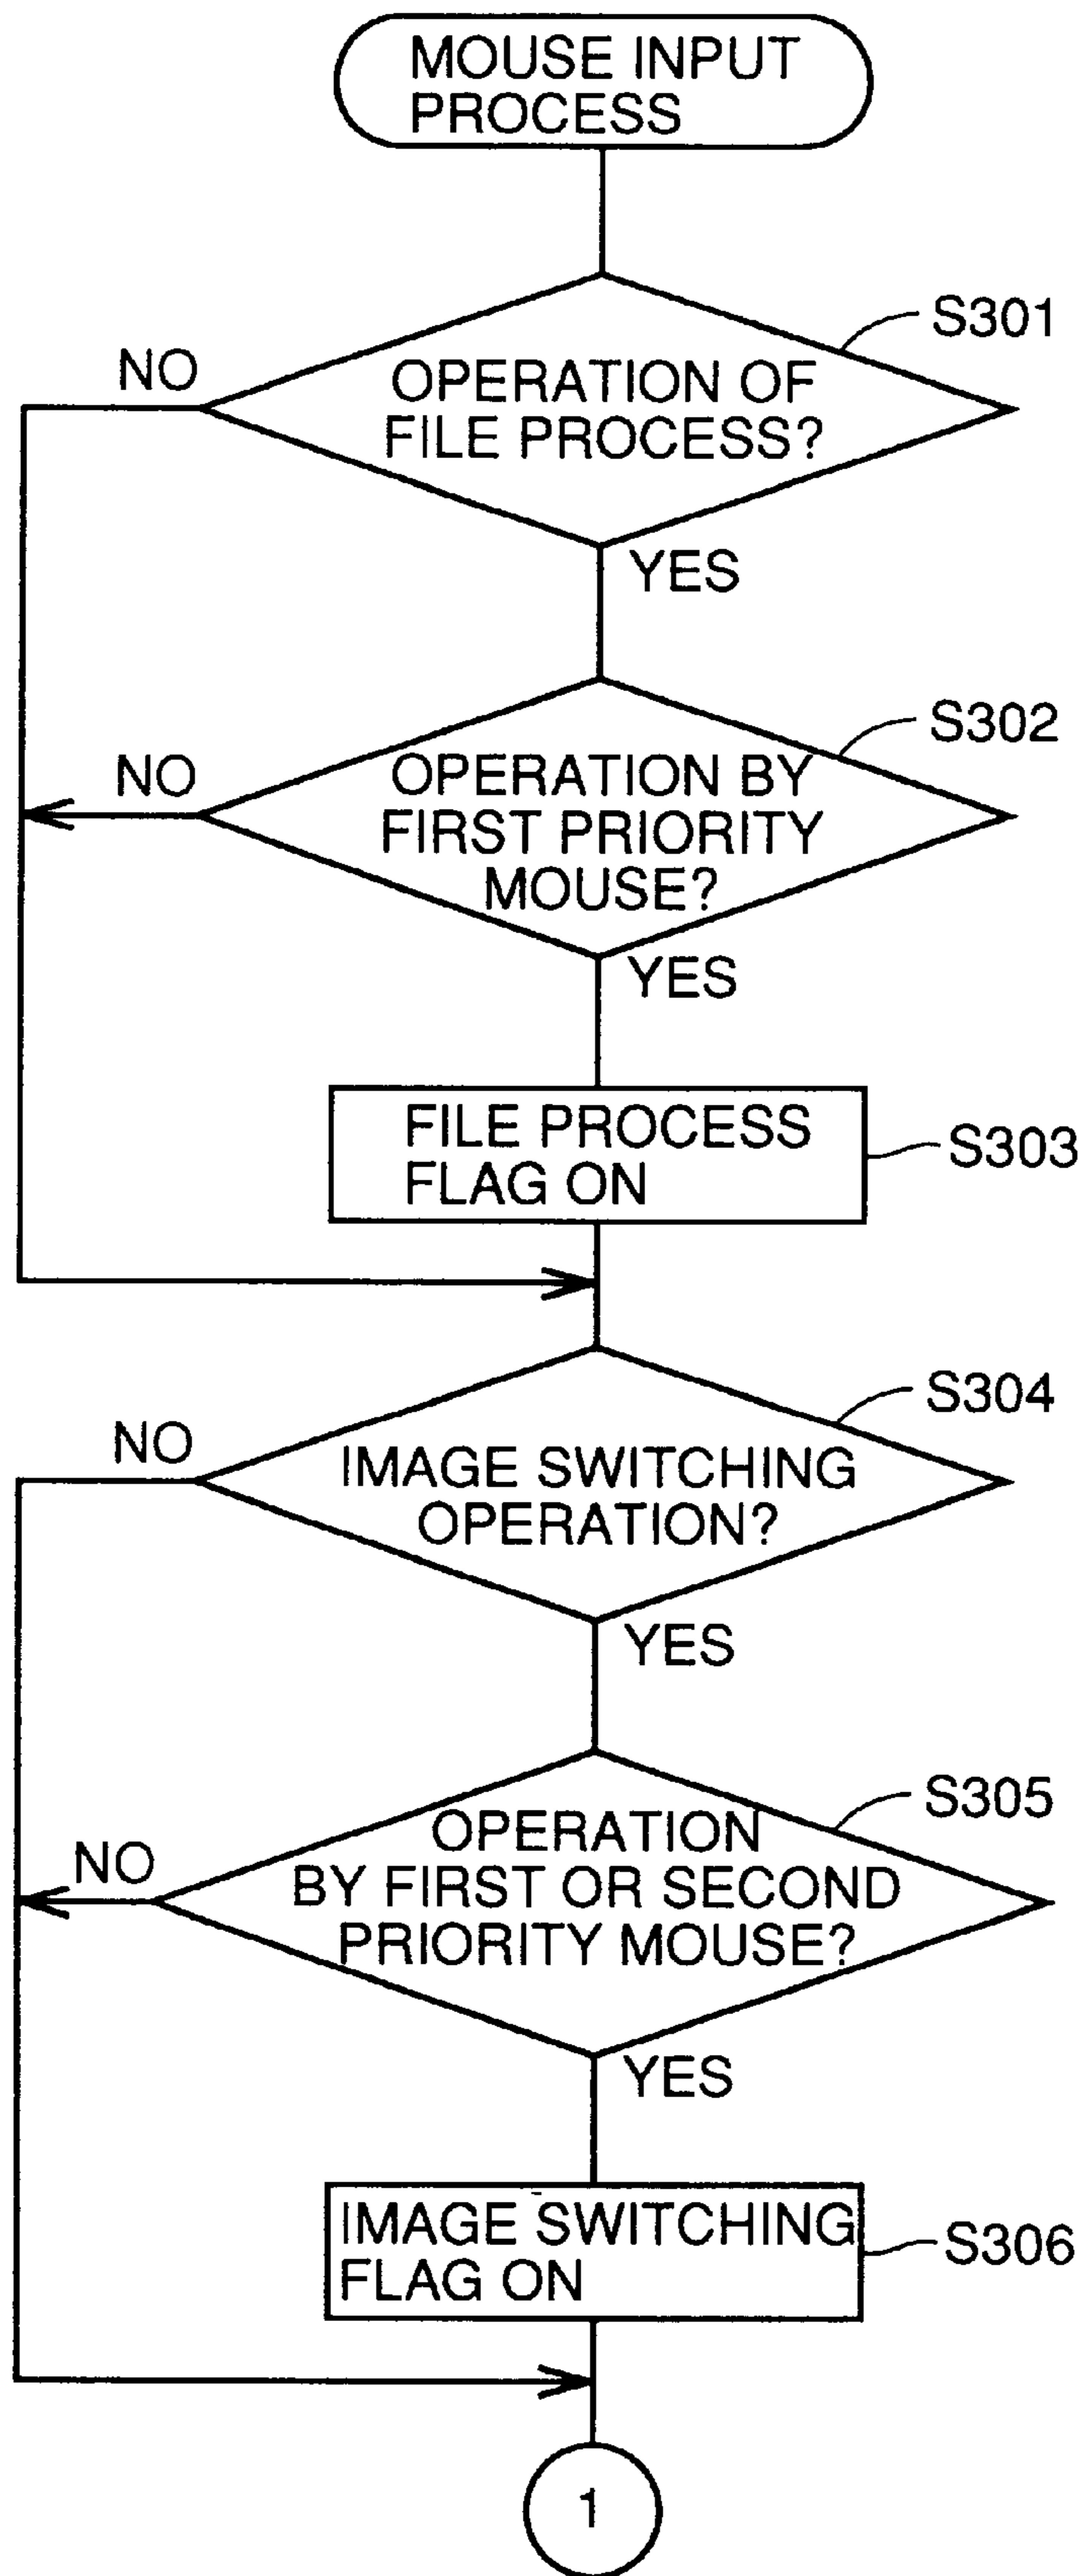 MOUSE INPUT
PROCESS
S301
NO
OPERATION OF
FILE PROCESS?
YES
S302
NO
OPERATION BY
FIRST PRIORITY
MOUSE?
YES
FILE PROCESS
FLAG ON
S303
S304
NO
IMAGE SWITCHING
OPERATION?
YES
S305
NO
OPERATION
BY FIRST OR SECOND
PRIORITY MOUSE?
YES
IMAGE SWITCHING
FLAG ON
S306
1